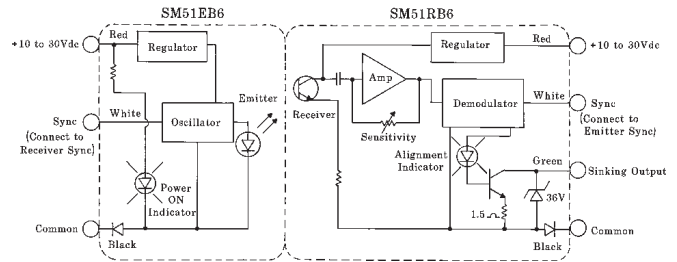 SM51EB6
SM51RB6
Red
+10 to 30Vdc
Regulator
Emitter
White
Sync
(Connect to
Receiver Sync)
Oscillator
Power
ON
Indicator
Common
Black
Regulator
Red
+10 to 30Vdc
Amp
Receiver
Sensitivity
Demodulator
White
Sync
(Connect to
Emitter Sync)
Alignment
Indicator
Green
Sinking Output
36V
1.5
Black
Common